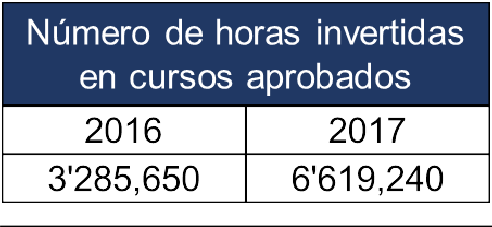 Número de horas invertidas
en cursos aprobados
2016 2017
3'285,650 6'619,240